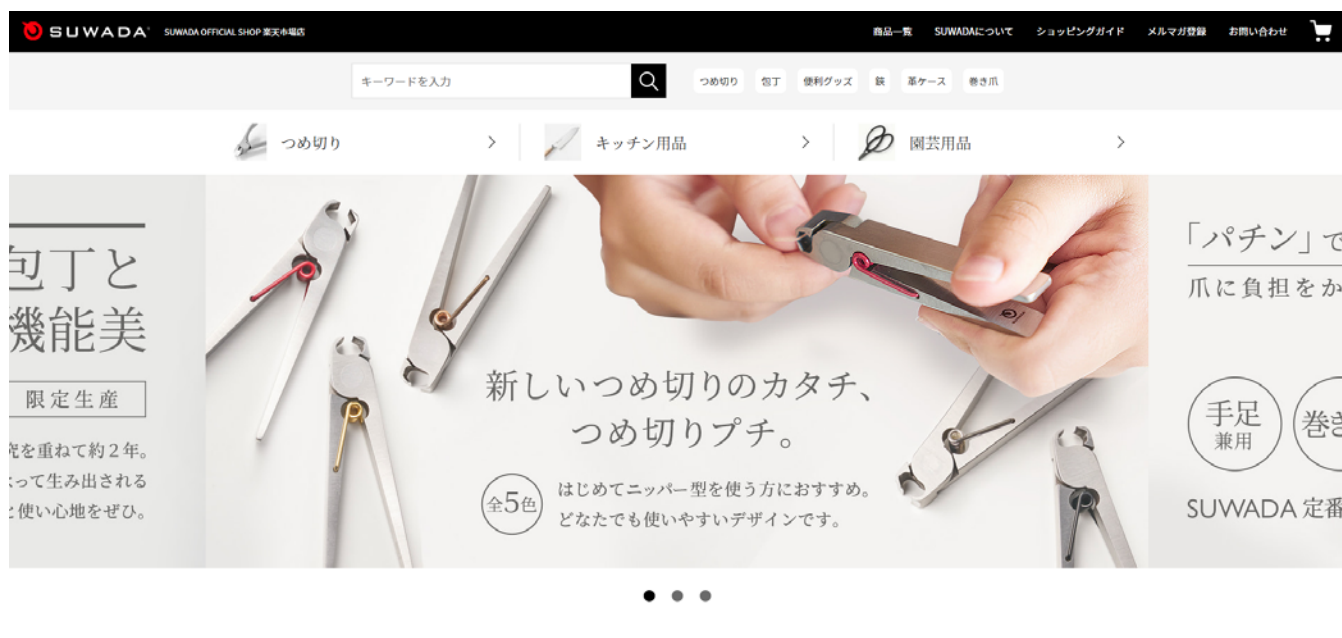 SUWADA
SUWADA OFFICIAL SHOP 楽天市場店
商品一覧
SUWADAについて
ショッピングガイド
メルマガ登録
お問い合わせ
キーワードを入力
つめ切り
包丁
便利グッズ
鋏
革ケース
巻き爪
つめ切り
キッチン用品
園芸用品
包丁と
機能美
限定生産
究を重ねて約2年。
よって生み出される
と使い心地をぜひ。
新しいつめ切りのカタチ、
つめ切りプチ。
全5色
はじめてニッパー型を使う方におすすめ。
どなたでも使いやすいデザインです。
「パチン」で
爪に負担をか
手足
兼用
巻き
SUWADA 定番